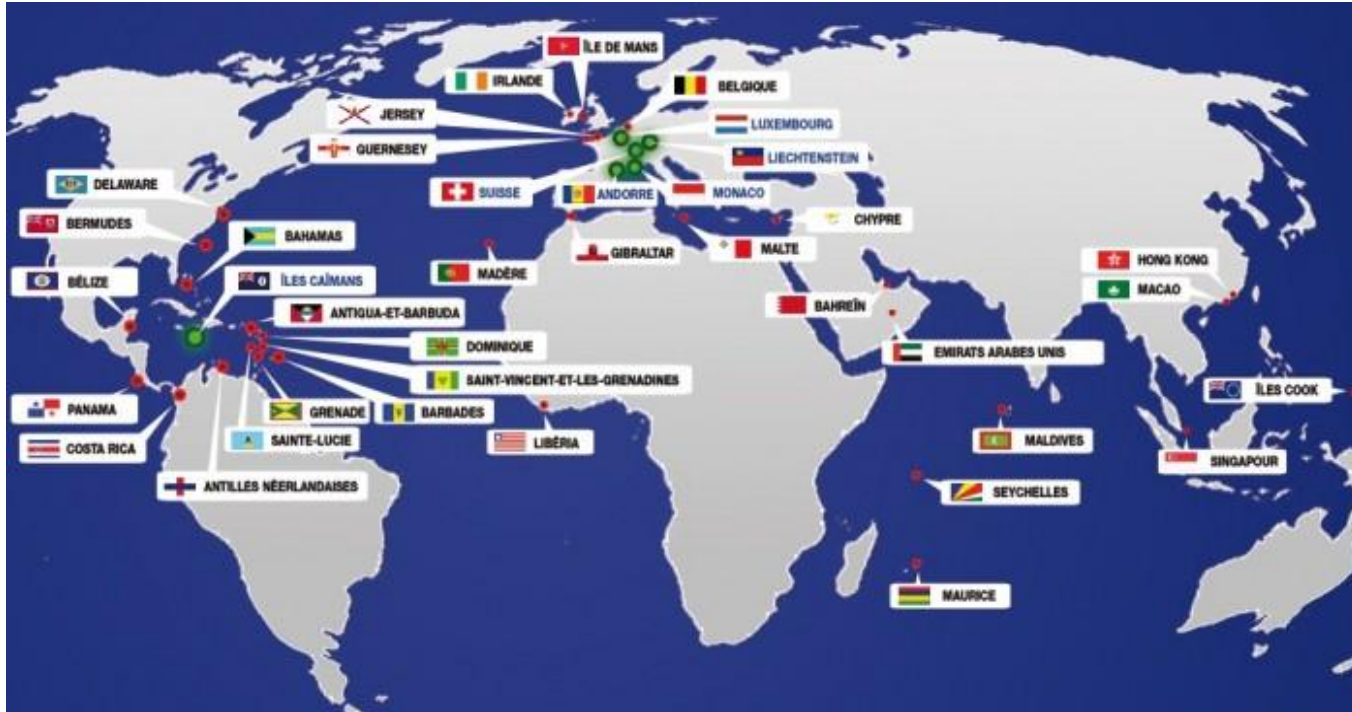 ÎLE DE MANS
IRLANDE
BELGIQUE
JERSEY
LUXEMBOURG
GUERNESEY
LIECHTENSTEIN
DELAWARE
SUISSE
ANDORRE
MONACO
BERMUDES
CHYPRE
BAHAMAS
GIBRALTAR
MALTE
HONG KONG
MADÈRE
BÉLIZE
ÎLES CAÏMANS
MACAO
BAHREÏN
ANTIGUA-ET-BARBUDA
DOMINIQUE
EMIRATS ARABES UNIS
SAINT-VINCENT-ET-LES-GRENADINES
ÎLES COOK
PANAMA
GRENADE
BARBADES
COSTA RICA
SAINTE-LUCIE
LIBÉRIA
MALDIVES
SINGAPOUR
ANTILLES NÉERLANDAISES
SEYCHELLES
MAURICE